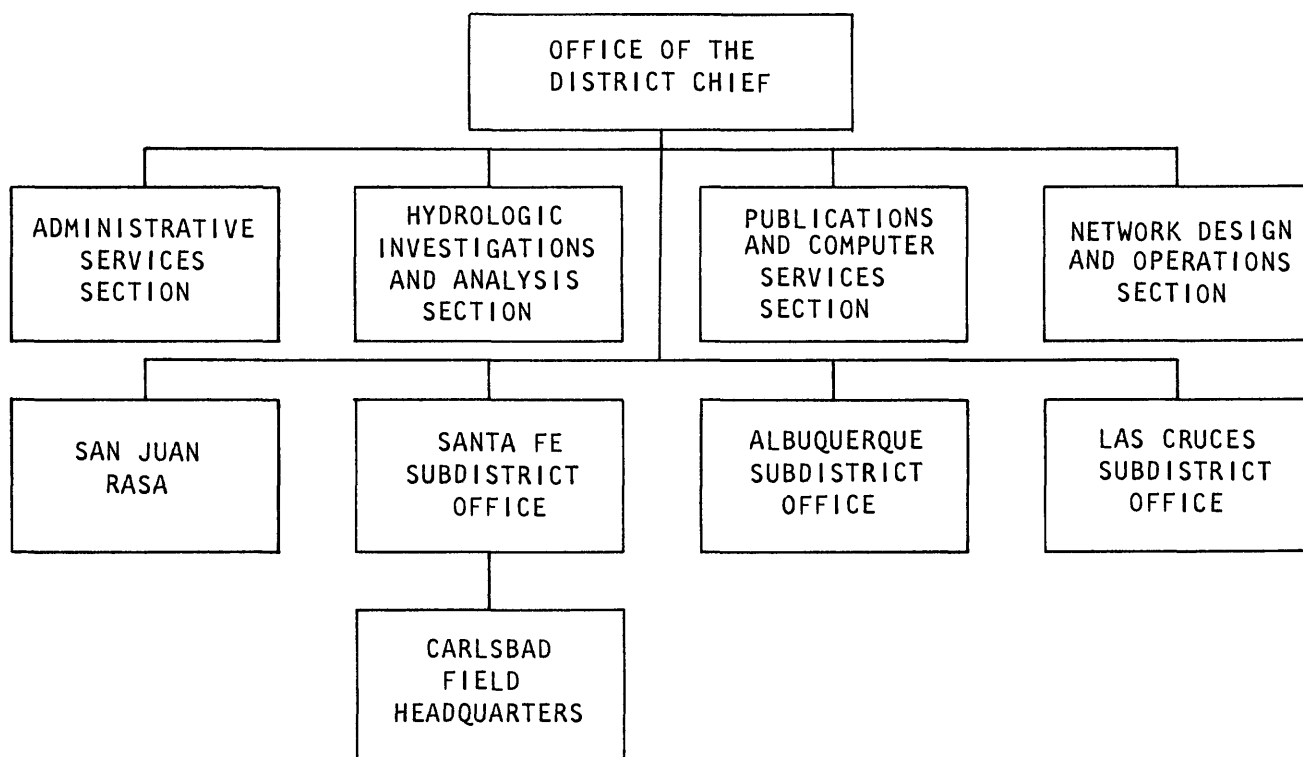 OFFICE OF THE
DISTRICT CHIEF
ADMINISTRATIVE
SERVICES
SECTION
HYDROLOGIC
INVESTIGATIONS
AND ANALYSIS
SECTION
PUBLICATIONS
AND COMPUTER
SERVICES
SECTION
NETWORK DESIGN
AND OPERATIONS
SECTION
SAN JUAN
RASA
SANTA FE
SUBDISTRICT
OFFICE
ALBUQUERQUE
SUBDISTRICT
OFFICE
LAS CRUCES
SUBDISTRICT
OFFICE
CARLSBAD
FIELD
HEADQUARTERS